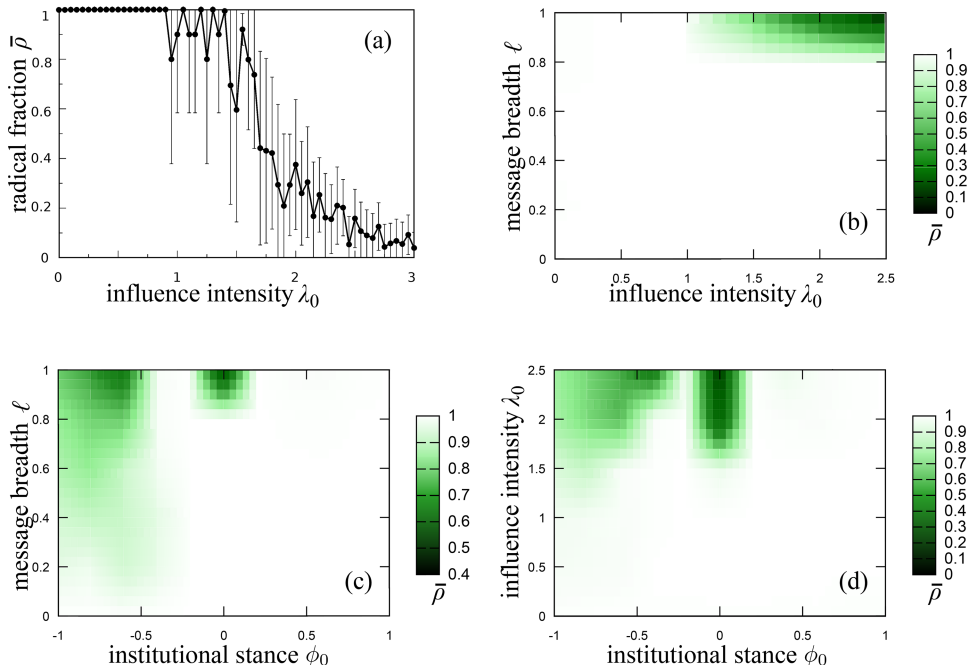 1
0.8
0.6
0.4
0.2
0
radical fraction ρ̄
(a)
0 1 2 3
influence intensity λ0
1
0.8
0.6
0.4
0.2
0
message breadth ℓ
(b)
0 0.5 1 1.5 2 2.5
influence intensity λ0
1
0.9
0.8
0.7
0.6
0.5
0.4
0.3
0.2
0.1
0
ρ̄
1
0.8
0.6
0.4
0.2
0
message breadth ℓ
(c)
-1 -0.5 0 0.5 1
institutional stance ϕ0
1
0.9
0.8
0.7
0.6
0.5
0.4
ρ̄
2.5
2
1.5
1
0.5
0
influence intensity λ0
(d)
-1 -0.5 0 0.5 1
institutional stance ϕ0
1
0.9
0.8
0.7
0.6
0.5
0.4
0.3
0.2
0.1
0
ρ̄